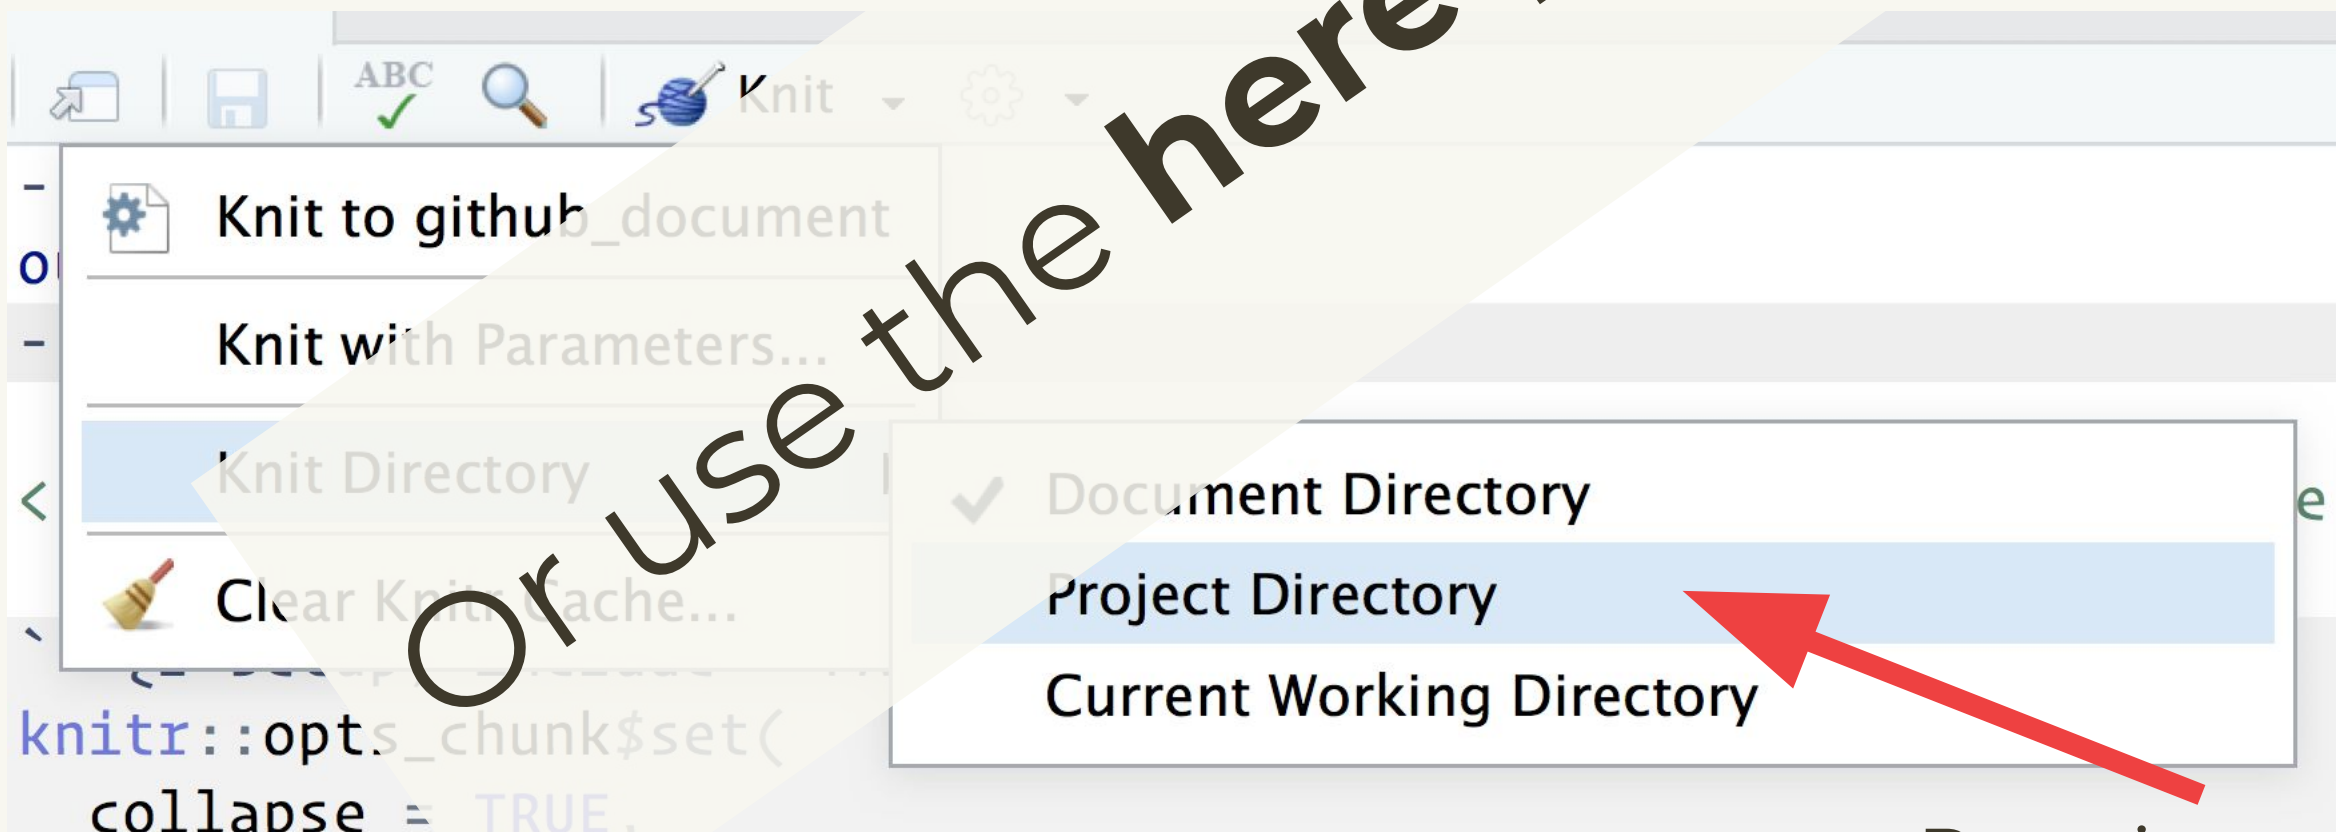 ABC
Knit
Knit to github_document
Knit with Parameters...
Knit Directory
Clear Knitr Cache...
Document Directory
Project Directory
Current Working Directory
Or use the here
knitr::opts_chunk$set(
collapse = TRUE,